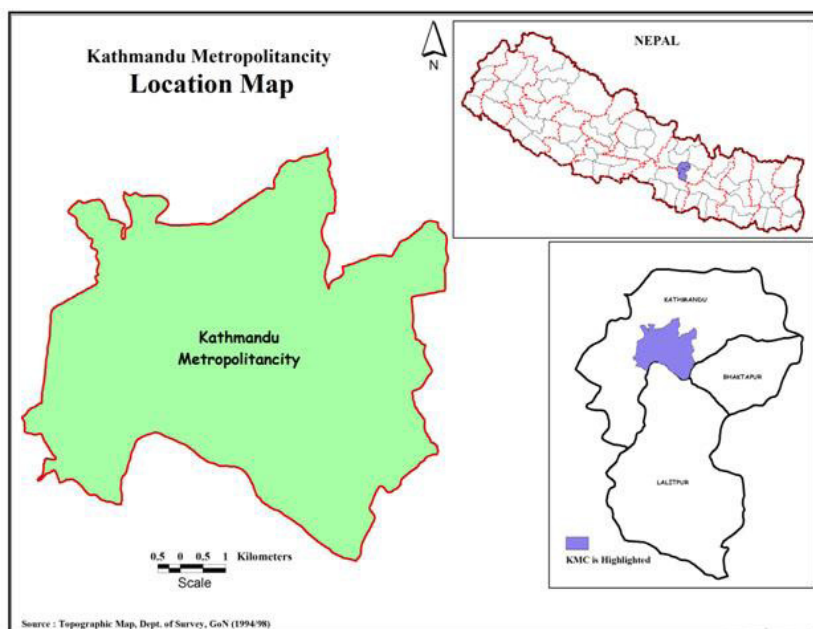 Kathmandu Metropolitancity
Location Map
N
NEPAL
Kathmandu
Metropolitancity
KATHMANDU
BHAKTAPUR
LALITPUR
KMC is Highlighted
0.5 0 0.5 1 Kilometers
Scale
Source : Topographic Map, Dept. of Survey, GoN (1994/98)